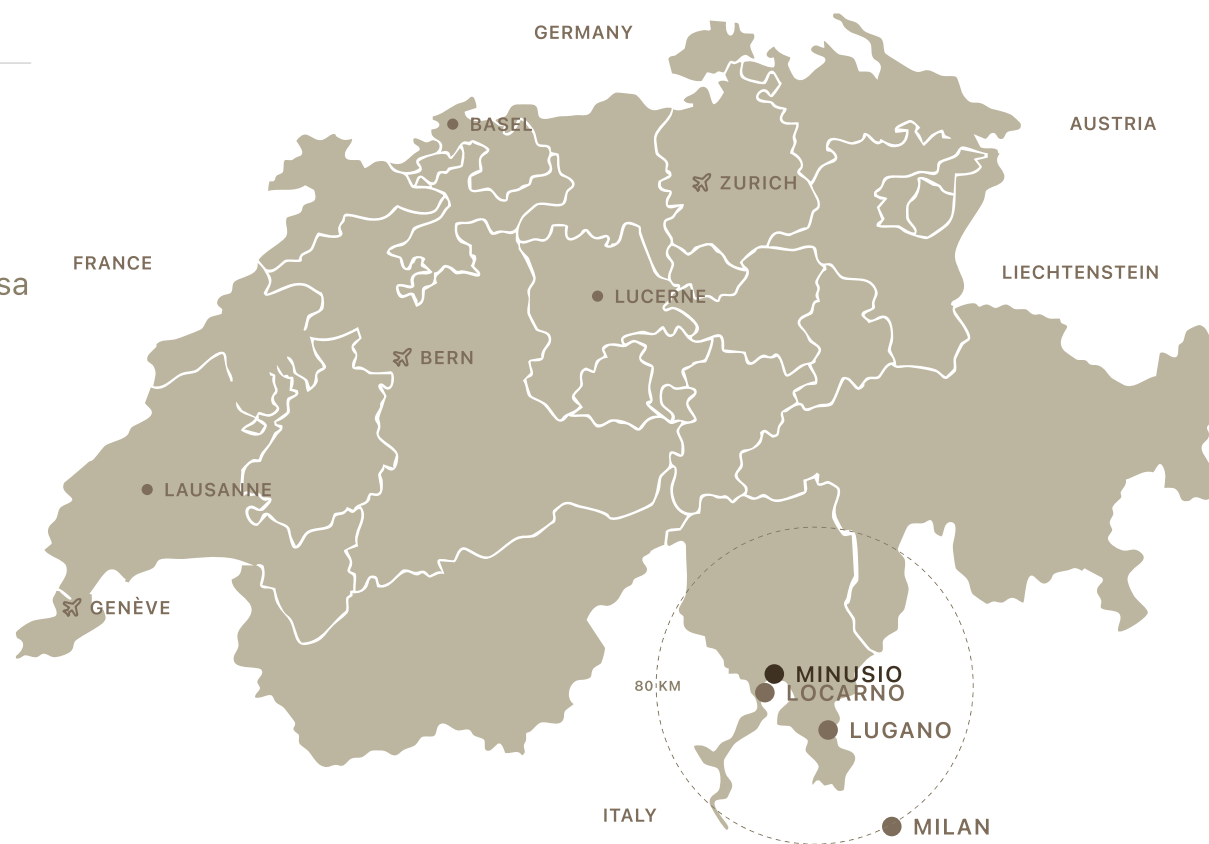 GERMANY
BASEL
AUSTRIA
ZURICH
FRANCE
LIECHTENSTEIN
sa
LUCERNE
BERN
LAUSANNE
GENÈVE
MINUSIO
80 KM
LOCARNO
LUGANO
ITALY
MILAN